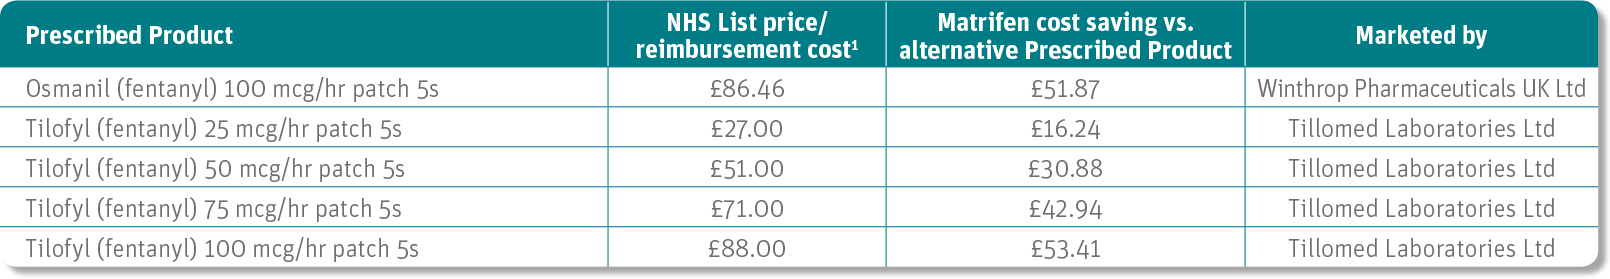 Prescribed Product
NHS List price/
reimbursement cost¹
Matrifen cost saving vs.
alternative Prescribed Product
Marketed by
Osmanil (fentanyl) 100 mcg/hr patch 5s £86.46 £51.87 Winthrop Pharmaceuticals UK Ltd
Tilofyl (fentanyl) 25 mcg/hr patch 5s £27.00 £16.24 Tillomed Laboratories Ltd
Tilofyl (fentanyl) 50 mcg/hr patch 5s £51.00 £30.88 Tillomed Laboratories Ltd
Tilofyl (fentanyl) 75 mcg/hr patch 5s £71.00 £42.94 Tillomed Laboratories Ltd
Tilofyl (fentanyl) 100 mcg/hr patch 5s £88.00 £53.41 Tillomed Laboratories Ltd